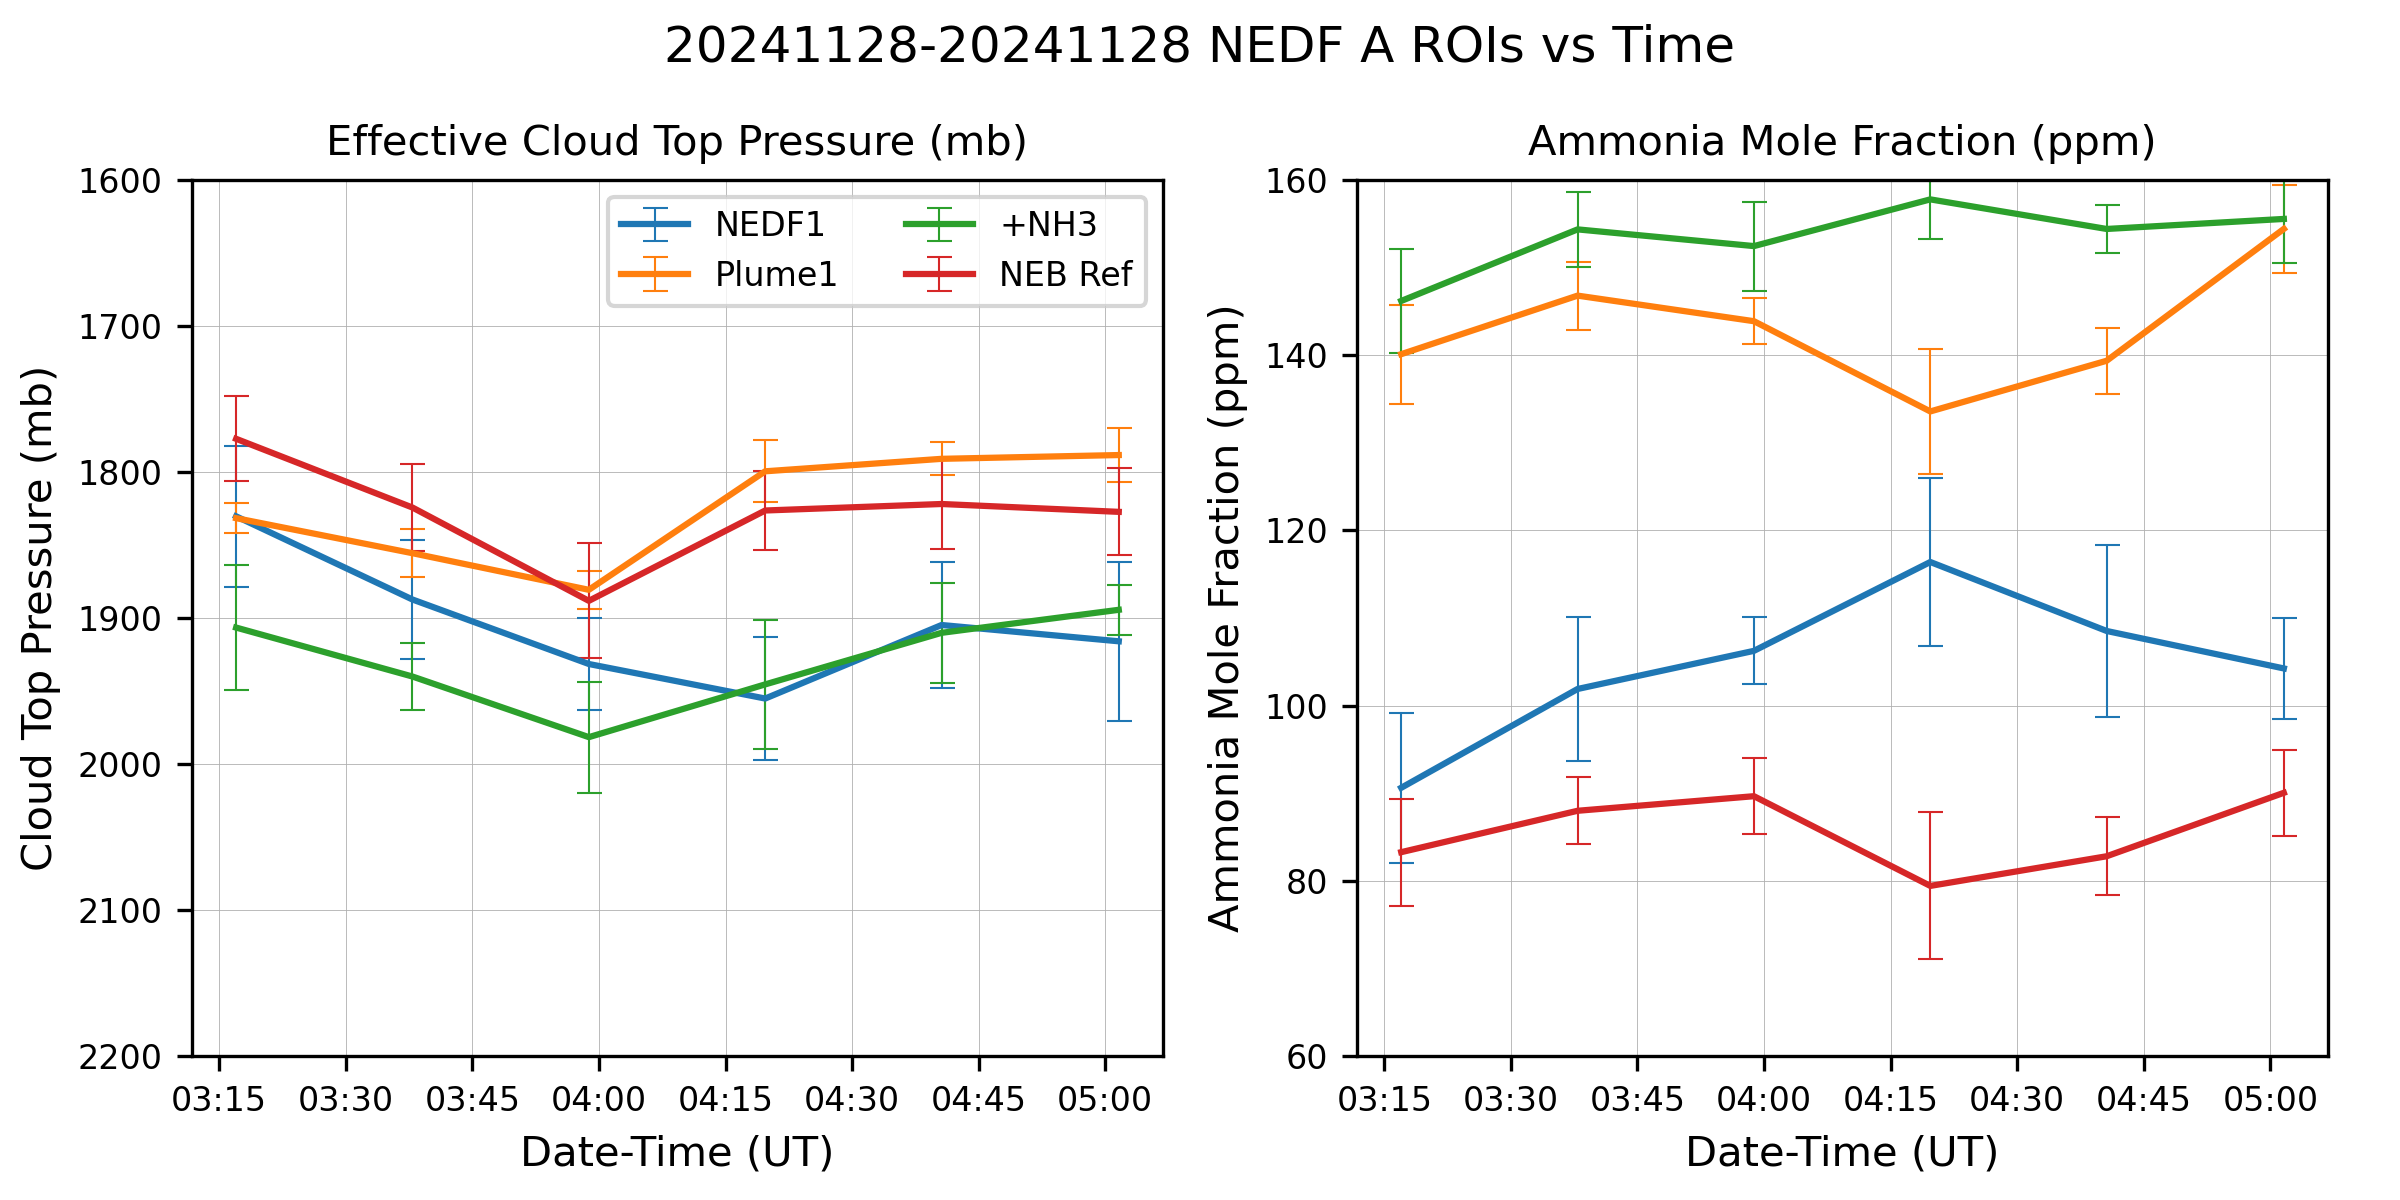 20241128-20241128 NEDF A ROIs vs Time
Effective Cloud Top Pressure (mb)
Cloud Top Pressure (mb)
1600
1700
1800
1900
2000
2100
2200
NEDF1
Plume1
+NH3
NEB Ref
03:15 03:30 03:45 04:00 04:15 04:30 04:45 05:00
Date-Time (UT)
Ammonia Mole Fraction (ppm)
Ammonia Mole Fraction (ppm)
160
140
120
100
80
60
03:15 03:30 03:45 04:00 04:15 04:30 04:45 05:00
Date-Time (UT)